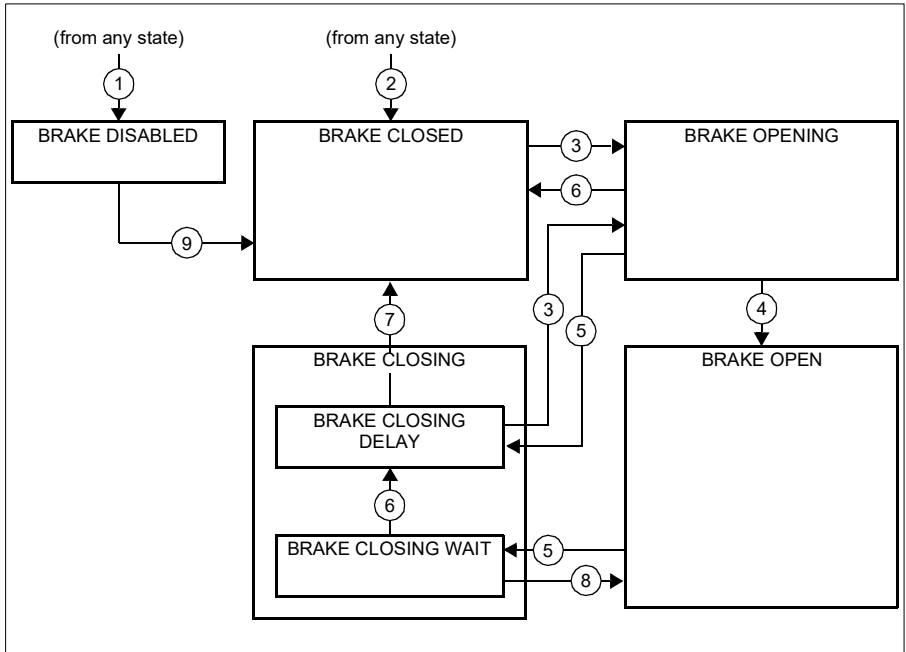 (from any state)
(from any state)
1
2
BRAKE DISABLED
BRAKE CLOSED
BRAKE OPENING
3
6
9
3
5
4
7
BRAKE CLOSING
BRAKE OPEN
BRAKE CLOSING
DELAY
6
BRAKE CLOSING WAIT
5
8